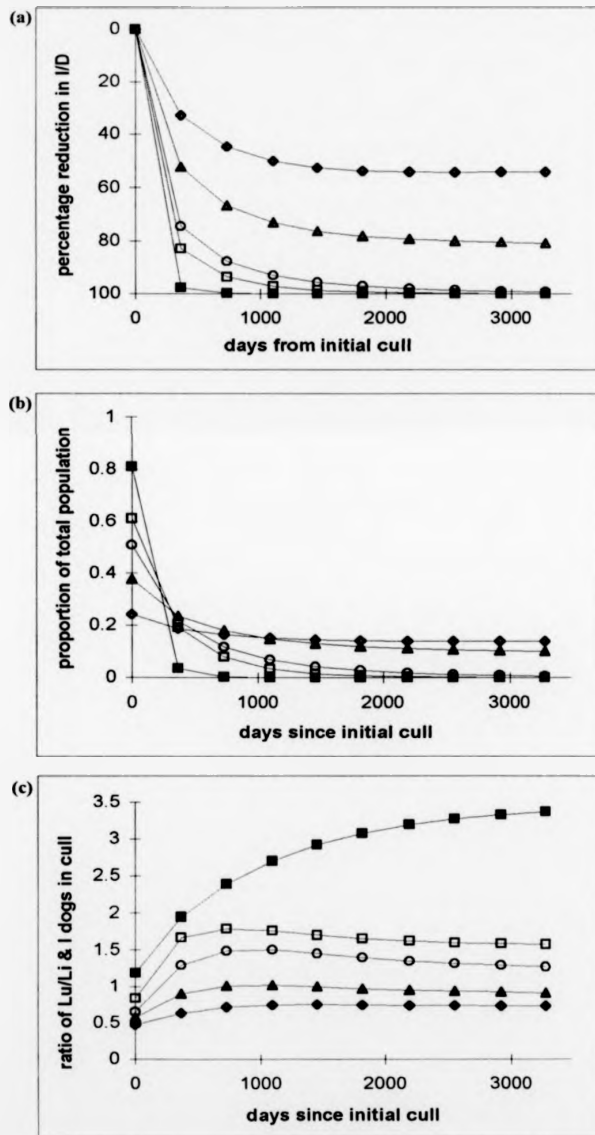 (a)
percentage reduction in I/D
0
20
40
60
80
100
0 1000 2000 3000
days from initial cull
(b)
proportion of total population
1
0.8
0.6
0.4
0.2
0
0 1000 2000 3000
days since initial cull
(c)
ratio of Lu/Li & I dogs in cull
3.5
3
2.5
2
1.5
1
0.5
0
0 1000 2000 3000
days since initial cull